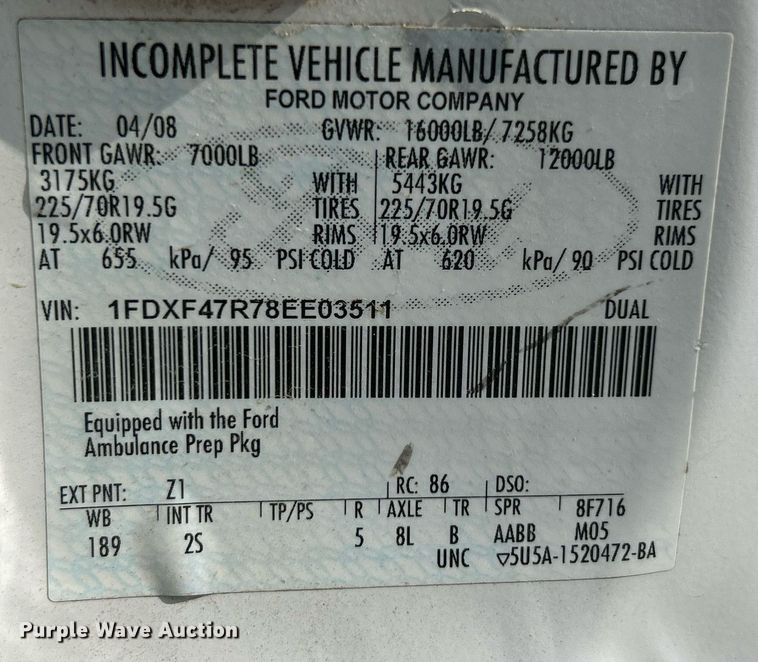 INCOMPLETE VEHICLE MANUFACTURED BY
FORD MOTOR COMPANY
DATE: 04/08 GVWR: 16000LB/ 7258KG
FRONT GAWR: 7000LB REAR GAWR: 12000LB
3175KG WITH 5443KG WITH
225/70R19.5G TIRES 225/70R19.5G TIRES
19.5x6.0RW RIMS 19.5x6.0RW RIMS
AT 655 kPa/ 95 PSI COLD AT 620 kPa/ 90 PSI COLD
VIN: 1FDXF47R78EE03511 DUAL
Equipped with the Ford
Ambulance Prep Pkg
EXT PNT: Z1 RC: 86 DSO:
WB INT TR TP/PS R AXLE TR SPR 8F716
189 2S 5 8L B AABB M05
UNC ▽5U5A-1520472-BA
Purple Wave Auction